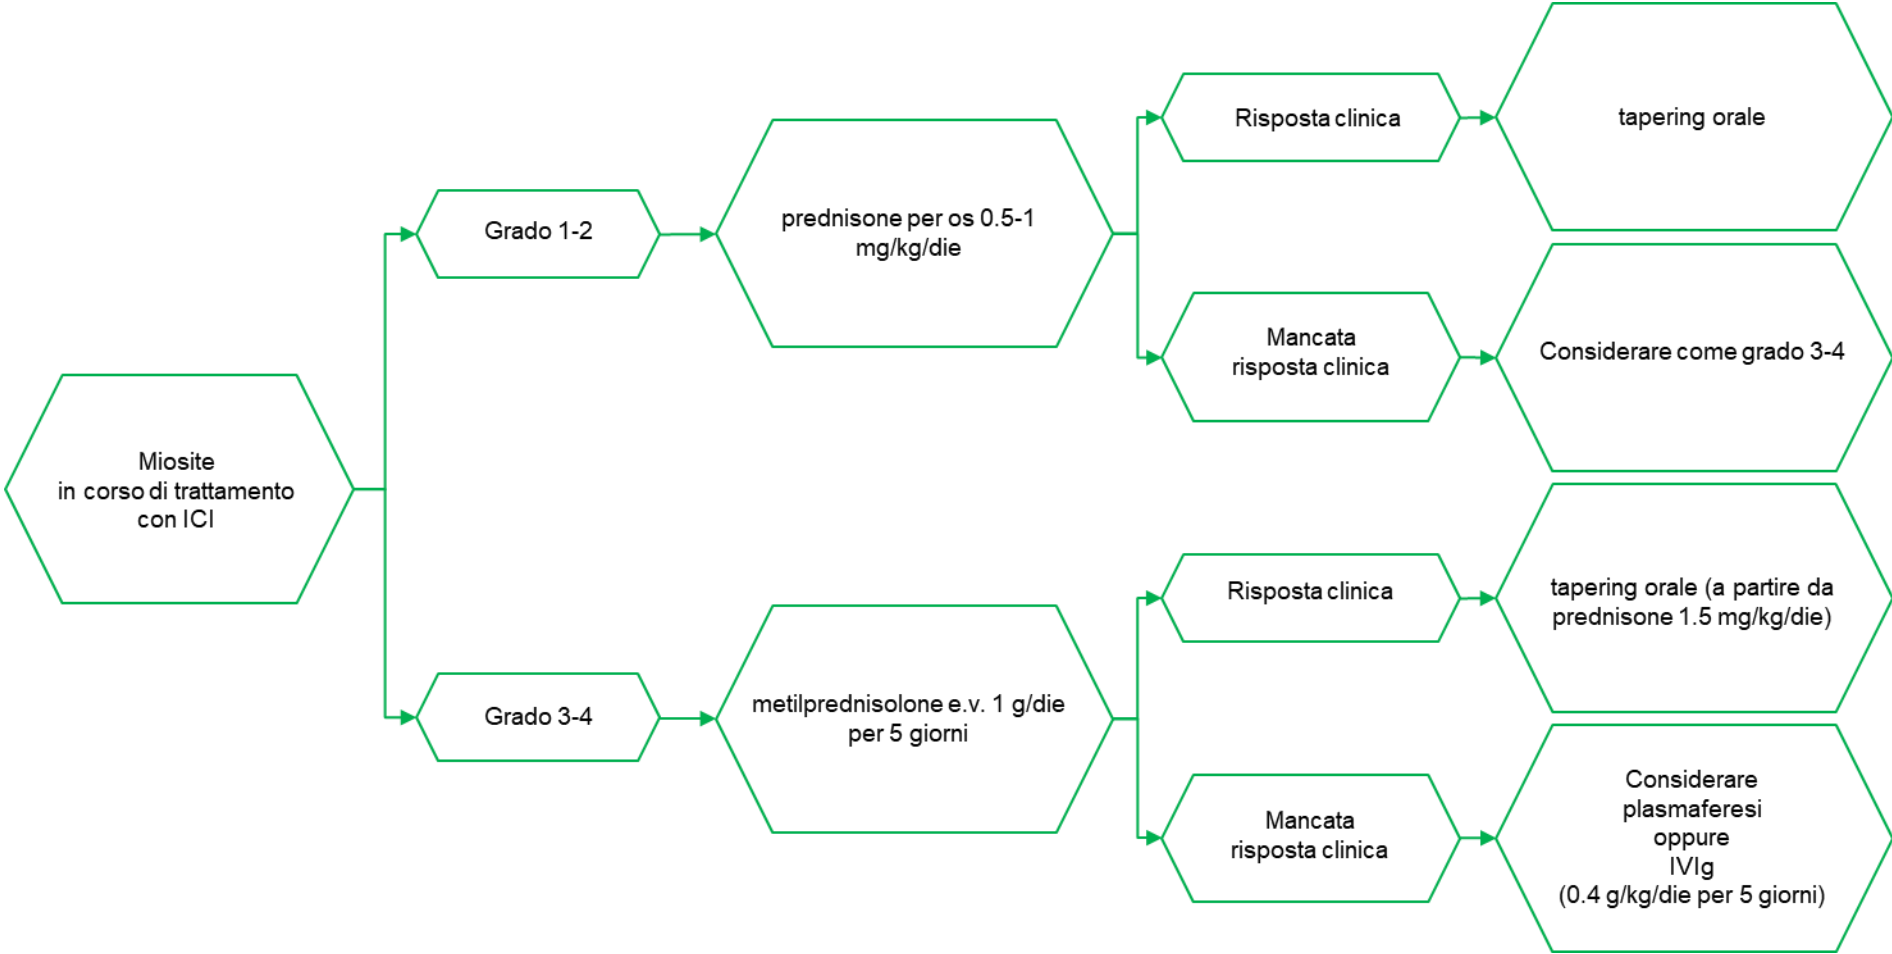 Miosite
in corso di trattamento
con ICI
Grado 1-2
prednisone per os 0.5-1
mg/kg/die
Risposta clinica
tapering orale
Mancata
risposta clinica
Considerare come grado 3-4
Grado 3-4
metilprednisolone e.v. 1 g/die
per 5 giorni
Risposta clinica
tapering orale (a partire da
prednisone 1.5 mg/kg/die)
Mancata
risposta clinica
Considerare
plasmaferesi
oppure
IVIg
(0.4 g/kg/die per 5 giorni)